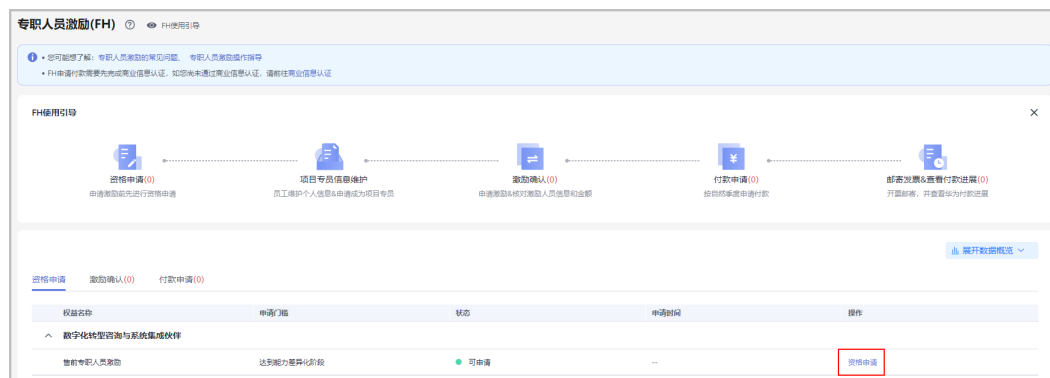 专职人员激励(FH) ? FH使用引导
i • 您可能想了解：专职人员激励的常见问题、 专职人员激励操作指导
• FH申请付款需要先完成商业信息认证，如您尚未通过商业信息认证，请前往商业信息认证
FH使用引导 ×
资格申请(0) 项目专员信息维护 激励确认(0) 付款申请(0) 邮寄发票&查看付款进展(0)
申请激励前先进行资格申请 员工维护个人信息&申请成为项目专员 申请激励&核对激励人员信息和金额 按自然季度申请付款 开票邮寄，并查看华为付款进展
展开数据概览
资格申请 激励确认(0) 付款申请(0)
权益名称 申请门槛 状态 申请时间 操作
数字化转型咨询与系统集成伙伴
售前专职人员激励 达到能力差异化阶段 可申请 -- 资格申请